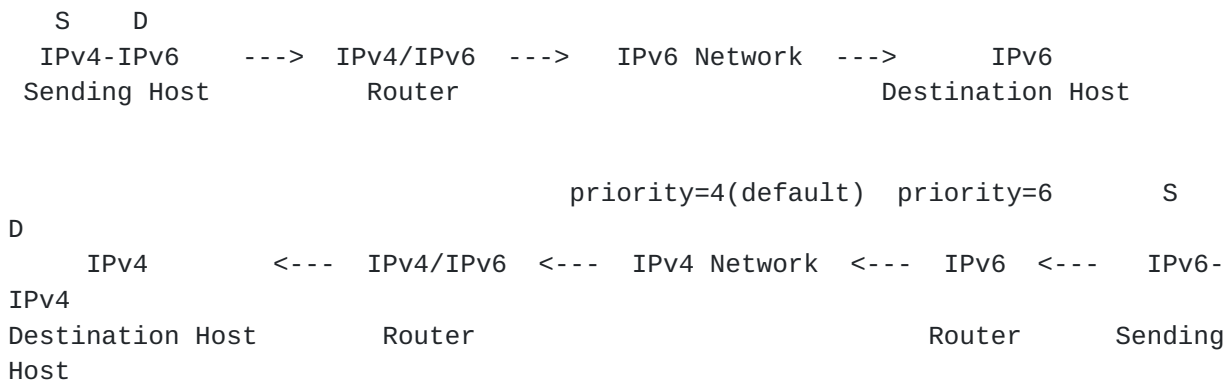 S     D
IPv4-IPv6    --->  IPv4/IPv6  --->   IPv6 Network  --->      IPv6
Sending Host          Router                          Destination Host
priority=4(default)  priority=6       S
D
IPv4        <---  IPv4/IPv6  <---  IPv4 Network  <---  IPv6  <---   IPv6-
IPv4
Destination Host       Router                            Router      Sending
Host